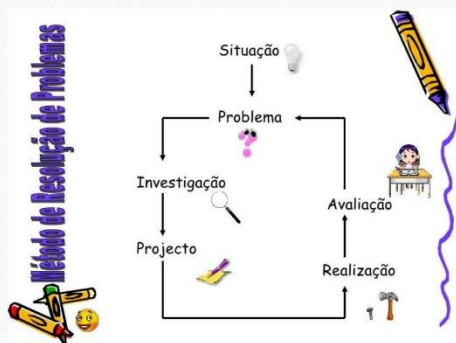 Método de Resolução de Problemas
Situação
Problema
Investigação
Projecto
Avaliação
Realização